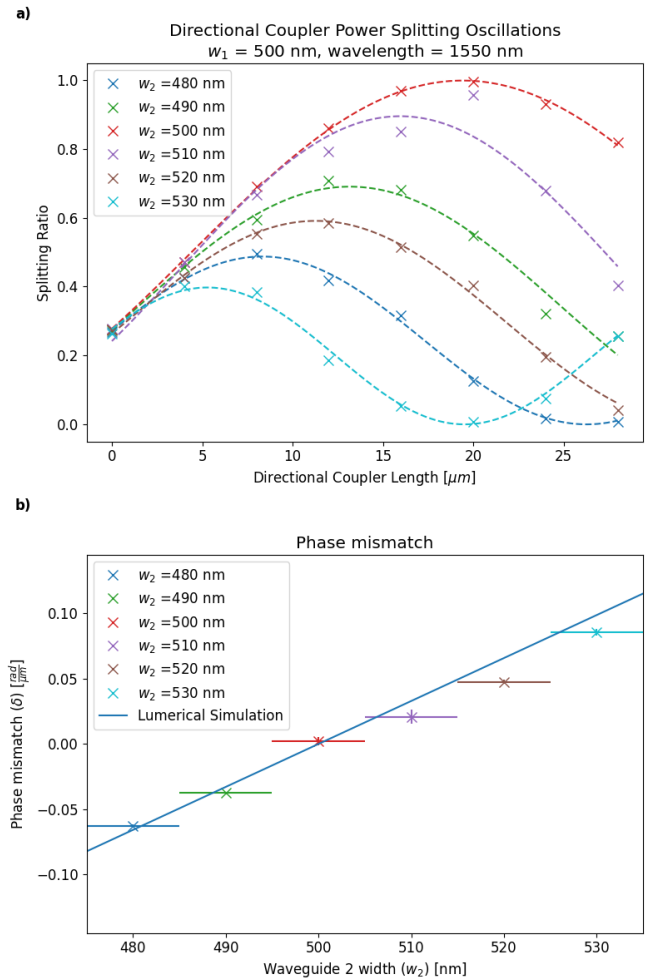 a)
Directional Coupler Power Splitting Oscillations
w₁ = 500 nm, wavelength = 1550 nm
w₂ =480 nm
w₂ =490 nm
w₂ =500 nm
w₂ =510 nm
w₂ =520 nm
w₂ =530 nm
1.0
0.8
0.6
0.4
0.2
0.0
Splitting Ratio
0 5 10 15 20 25
Directional Coupler Length [μm]
b)
Phase mismatch
w₂ =480 nm
w₂ =490 nm
w₂ =500 nm
w₂ =510 nm
w₂ =520 nm
w₂ =530 nm
Lumerical Simulation
0.10
0.05
0.00
−0.05
−0.10
Phase mismatch (δ) [rad/μm]
480 490 500 510 520 530
Waveguide 2 width (w₂) [nm]